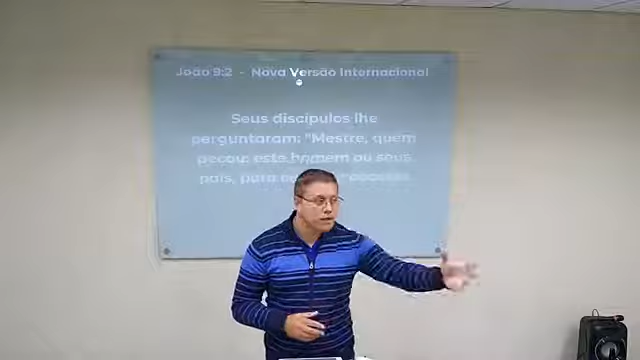 João 9:2 - Nova Versão Internacional
Seus discípulos lhe
perguntaram: "Mestre, quem
pecou: este homem ou seus
pais, para